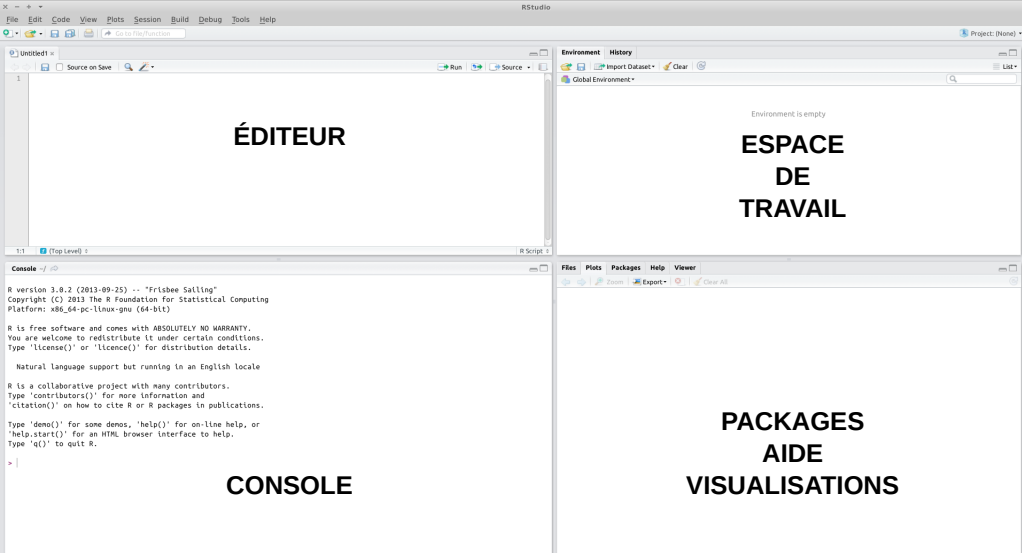 RStudio
File Edit Code View Plots Session Build Debug Tools Help
Go to file/function
Project: (None)
Untitled1
Source on Save
Run
Source
1
ÉDITEUR
1:1
(Top Level)
R Script
Environment History
Import Dataset
Clear
List
Global Environment
Environment is empty
ESPACE
DE
TRAVAIL
Console ~/
R version 3.0.2 (2013-09-25) -- "Frisbee Sailing"
Copyright (C) 2013 The R Foundation for Statistical Computing
Platform: x86_64-pc-linux-gnu (64-bit)
R is free software and comes with ABSOLUTELY NO WARRANTY.
You are welcome to redistribute it under certain conditions.
Type 'license()' or 'licence()' for distribution details.
Natural language support but running in an English locale
R is a collaborative project with many contributors.
Type 'contributors()' for more information and
'citation()' on how to cite R or R packages in publications.
Type 'demo()' for some demos, 'help()' for on-line help, or
'help.start()' for an HTML browser interface to help.
Type 'q()' to quit R.
>
CONSOLE
Files Plots Packages Help Viewer
Zoom
Export
Clear All
PACKAGES
AIDE
VISUALISATIONS